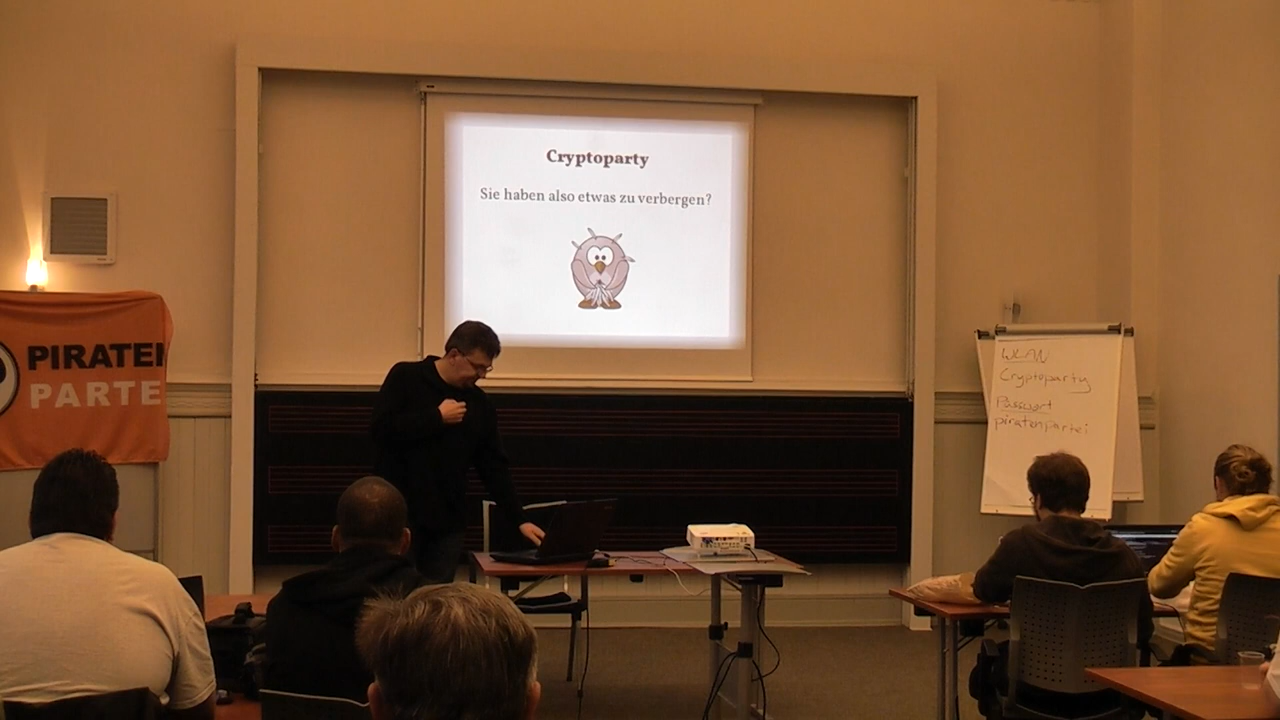 Cryptoparty
Sie haben also etwas zu verbergen?
PIRATEN
PARTE
WLAN
Cryptoparty
Passwort
piratenpartei